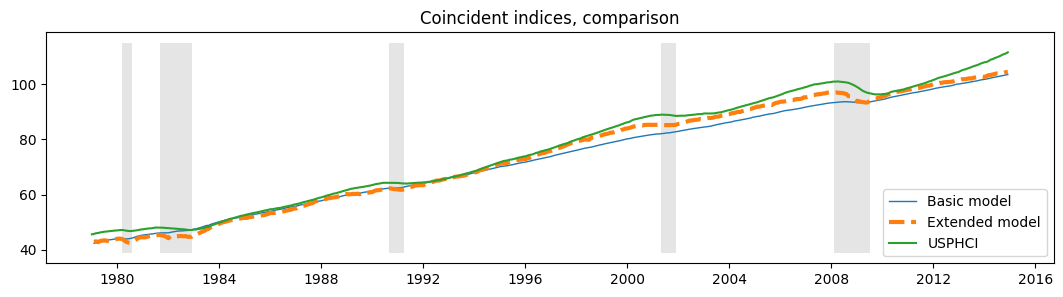 Coincident indices, comparison
100
80
60
40
1980 1984 1988 1992 1996 2000 2004 2008 2012 2016
Basic model
Extended model
USPHCI